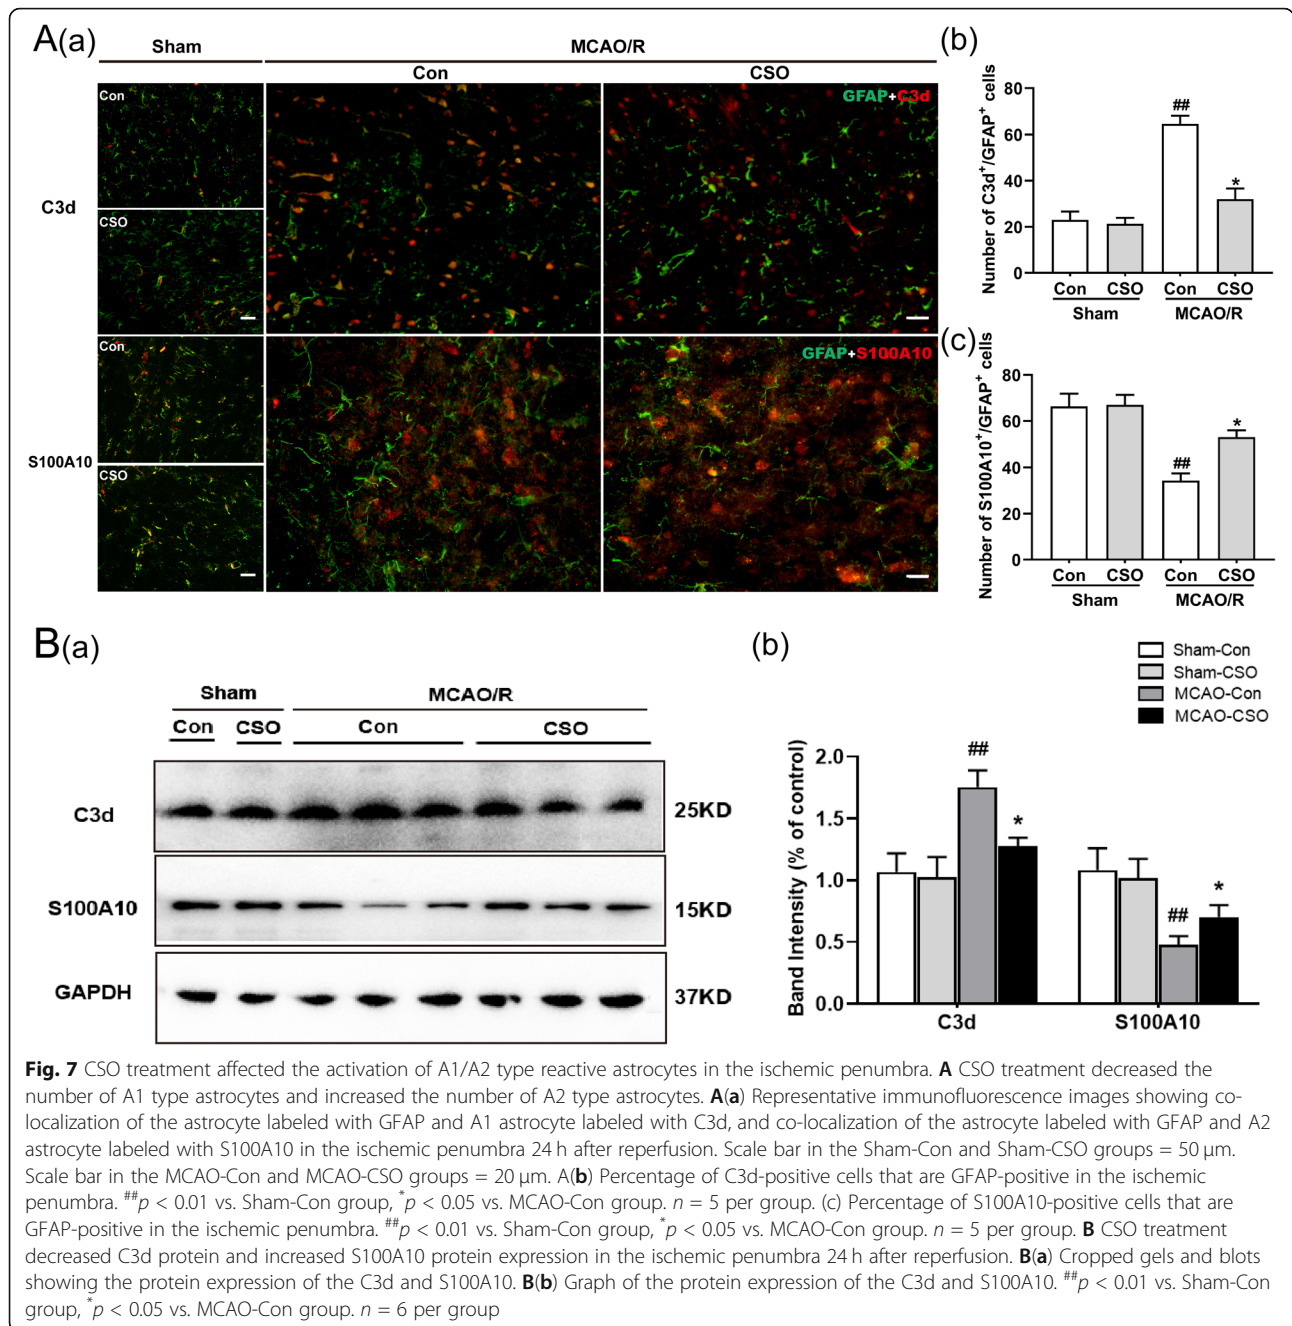 A(a)
Sham
MCAO/R
Con
CSO
Con
GFAP+C3d
C3d
CSO
Con
GFAP+S100A10
S100A10
CSO
(b)
Number of C3d+/GFAP+ cells
80
60
40
20
0
##
*
Con CSO Con CSO
Sham MCAO/R
(c)
Number of S100A10+/GFAP+ cells
80
60
40
20
0
##
*
Con CSO Con CSO
Sham MCAO/R
B(a)
Sham MCAO/R
Con CSO Con CSO
C3d 25KD
S100A10 15KD
GAPDH 37KD
(b)
Sham-Con
Sham-CSO
MCAO-Con
MCAO-CSO
Band Intensity (% of control)
2.0
1.5
1.0
0.5
0.0
##
*
##
*
C3d S100A10
Fig. 7 CSO treatment affected the activation of A1/A2 type reactive astrocytes in the ischemic penumbra. A CSO treatment decreased the
number of A1 type astrocytes and increased the number of A2 type astrocytes. A(a) Representative immunofluorescence images showing co-
localization of the astrocyte labeled with GFAP and A1 astrocyte labeled with C3d, and co-localization of the astrocyte labeled with GFAP and A2
astrocyte labeled with S100A10 in the ischemic penumbra 24 h after reperfusion. Scale bar in the Sham-Con and Sham-CSO groups = 50 μm.
Scale bar in the MCAO-Con and MCAO-CSO groups = 20 μm. A(b) Percentage of C3d-positive cells that are GFAP-positive in the ischemic
penumbra. ##p < 0.01 vs. Sham-Con group, *p < 0.05 vs. MCAO-Con group. n = 5 per group. (c) Percentage of S100A10-positive cells that are
GFAP-positive in the ischemic penumbra. ##p < 0.01 vs. Sham-Con group, *p < 0.05 vs. MCAO-Con group. n = 5 per group. B CSO treatment
decreased C3d protein and increased S100A10 protein expression in the ischemic penumbra 24 h after reperfusion. B(a) Cropped gels and blots
showing the protein expression of the C3d and S100A10. B(b) Graph of the protein expression of the C3d and S100A10. ##p < 0.01 vs. Sham-Con
group, *p < 0.05 vs. MCAO-Con group. n = 6 per group